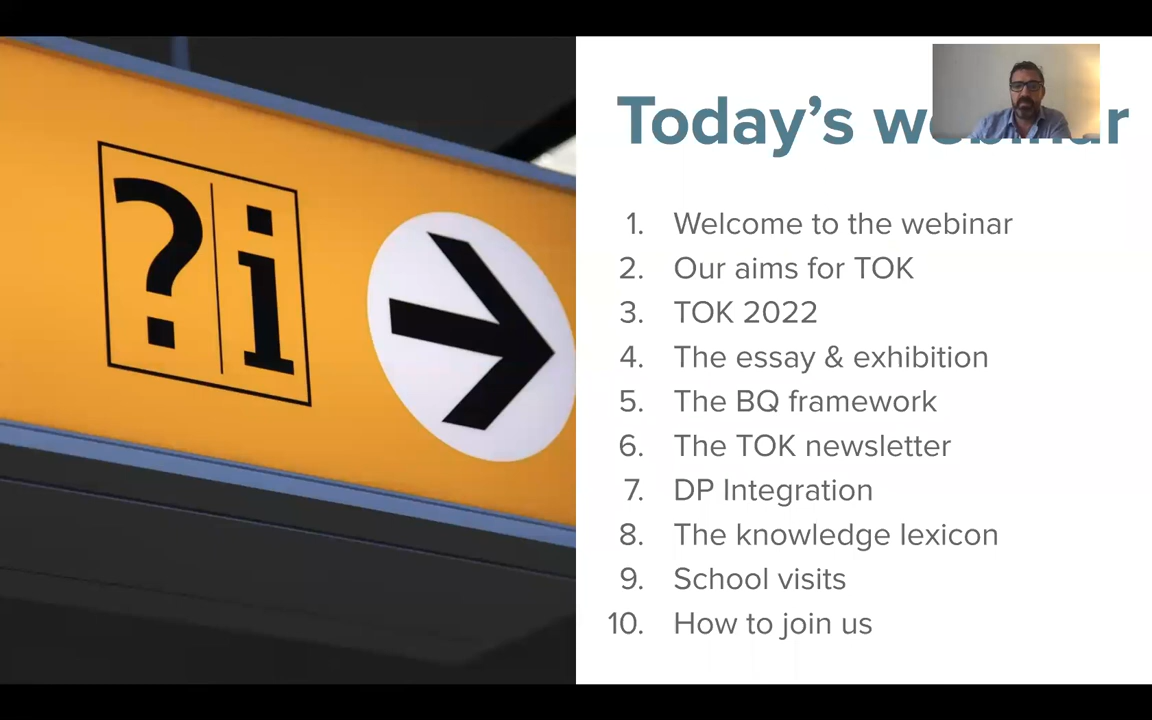 ? i
Today's webinar
1. Welcome to the webinar
2. Our aims for TOK
3. TOK 2022
4. The essay & exhibition
5. The BQ framework
6. The TOK newsletter
7. DP Integration
8. The knowledge lexicon
9. School visits
10. How to join us